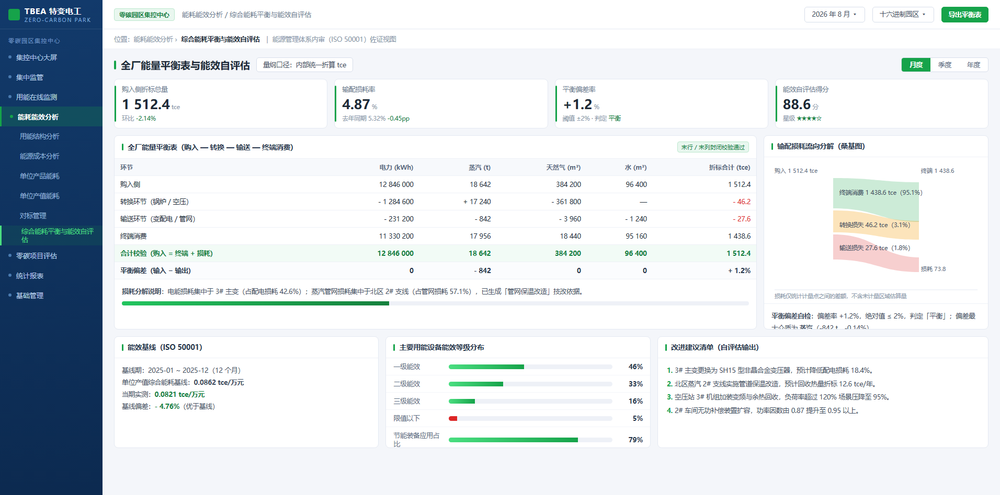 TBEA 特变电工
ZERO-CARBON PARK
零碳园区集控中心
集控中心大屏
集中监管
用能在线监测
能耗能效分析
用能结构分析
能源成本分析
单位产品能耗
单位产值能耗
对标管理
综合能耗平衡与能效自评
估
零碳项目评估
统计报表
基础管理
零碳园区集控中心 能耗能效分析 / 综合能耗平衡与能效自评估
2026 年 8 月 十六进制园区 导出平衡表
位置： 能耗能效分析 › 综合能耗平衡与能效自评估 | 能源管理体系内审（ISO 50001）佐证视图
全厂能量平衡表与能效自评估 量纲口径：内部统一折算 tce
月度 季度 年度
购入侧折标总量
1 512.4 tce
环比 -2.14%
输配损耗率
4.87 %
去年同期 5.32% -0.45pp
平衡偏差率
+1.2 %
阈值 ±2% · 判定 平衡
能效自评估得分
88.6 分
星级 ★★★★☆
全厂能量平衡表（购入 — 转换 — 输送 — 终端消费） 末行 / 末列封闭校验通过
环节 电力 (kWh) 蒸汽 (t) 天然气 (m³) 水 (m³) 折标合计 (tce)
购入侧 12 846 000 18 642 384 200 96 400 1 512.4
转换环节（锅炉 / 空压） - 1 284 600 + 17 240 - 361 800 — - 46.2
输送环节（变配电 / 管网） - 231 200 - 842 - 3 960 - 1 240 - 27.6
终端消费 11 330 200 17 956 18 440 95 160 1 438.6
合计校验（购入 = 终端 + 损耗） 12 846 000 18 642 384 200 96 400 1 512.4
平衡偏差（输入 − 输出） 0 - 842 0 0 + 1.2%
损耗分解说明：电能损耗集中于 3# 主变（占配电损耗 42.6%）；蒸汽管网损耗集中于北区 2# 支线（占管网损耗 57.1%），已生成「管网保温改造」技改依据。
输配损耗流向分解（桑基图）
购入 1 512.4 tce 终端 1 438.6
终端消费 1 438.6 tce（95.1%）
转换损失 46.2 tce（3.1%）
输送损失 27.6 tce（1.8%）
损耗 73.8
损耗仅统计计量点之间的差额，不含未计量区域估算量
平衡偏差自检：偏差率 +1.2%，绝对值 ≤ 2%，判定「平衡」；偏差最
大介质为 蒸汽（-842 t，-0.14%）
能效基线（ISO 50001）
基线期：2025-01 ~ 2025-12（12 个月）
单位产值综合能耗基线：0.0862 tce/万元
当期实测：0.0821 tce/万元
基线偏差：- 4.76%（优于基线）
主要用能设备能效等级分布
一级能效 46%
二级能效 33%
三级能效 16%
限值以下 5%
节能装备应用占
比 79%
改进建议清单（自评估输出）
1. 3# 主变更换为 SH15 型非晶合金变压器，预计降低配电损耗 18.4%。
2. 北区蒸汽 2# 支线实施管道保温改造，预计回收热量折标 12.6 tce/年。
3. 空压站 3# 机组加装变频与余热回收，负荷率超过 120% 场景压降至 95%。
4. 2# 车间无功补偿装置扩容，功率因数由 0.87 提升至 0.95 以上。